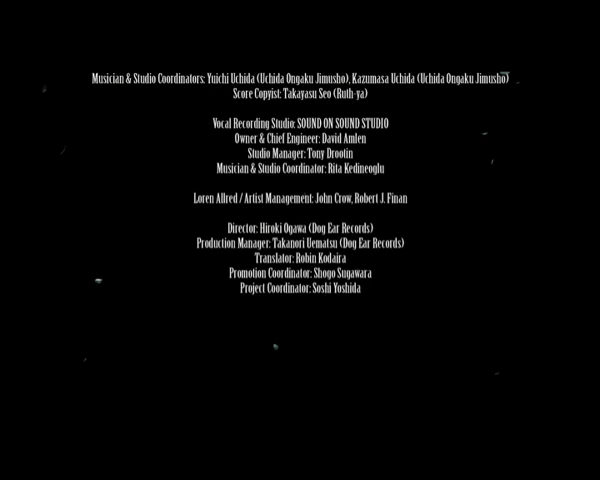 Musician & Studio Coordinators: Yuichi Uchida (Uchida Ongaku Jimusho), Kazumasa Uchida (Uchida Ongaku Jimusho)
Score Copyist: Takayasu Seo (Ruth-ya)
Vocal Recording Studio: SOUND ON SOUND STUDIO
Owner & Chief Engineer: David Amlen
Studio Manager: Tony Drootin
Musician & Studio Coordinator: Rita Kedineoglu
Loren Allred / Artist Management: John Crow, Robert J. Finan
Director: Hiroki Ogawa (Dog Ear Records)
Production Manager: Takanori Uematsu (Dog Ear Records)
Translator: Robin Kodaira
Promotion Coordinator: Shogo Sugawara
Project Coordinator: Soshi Yoshida